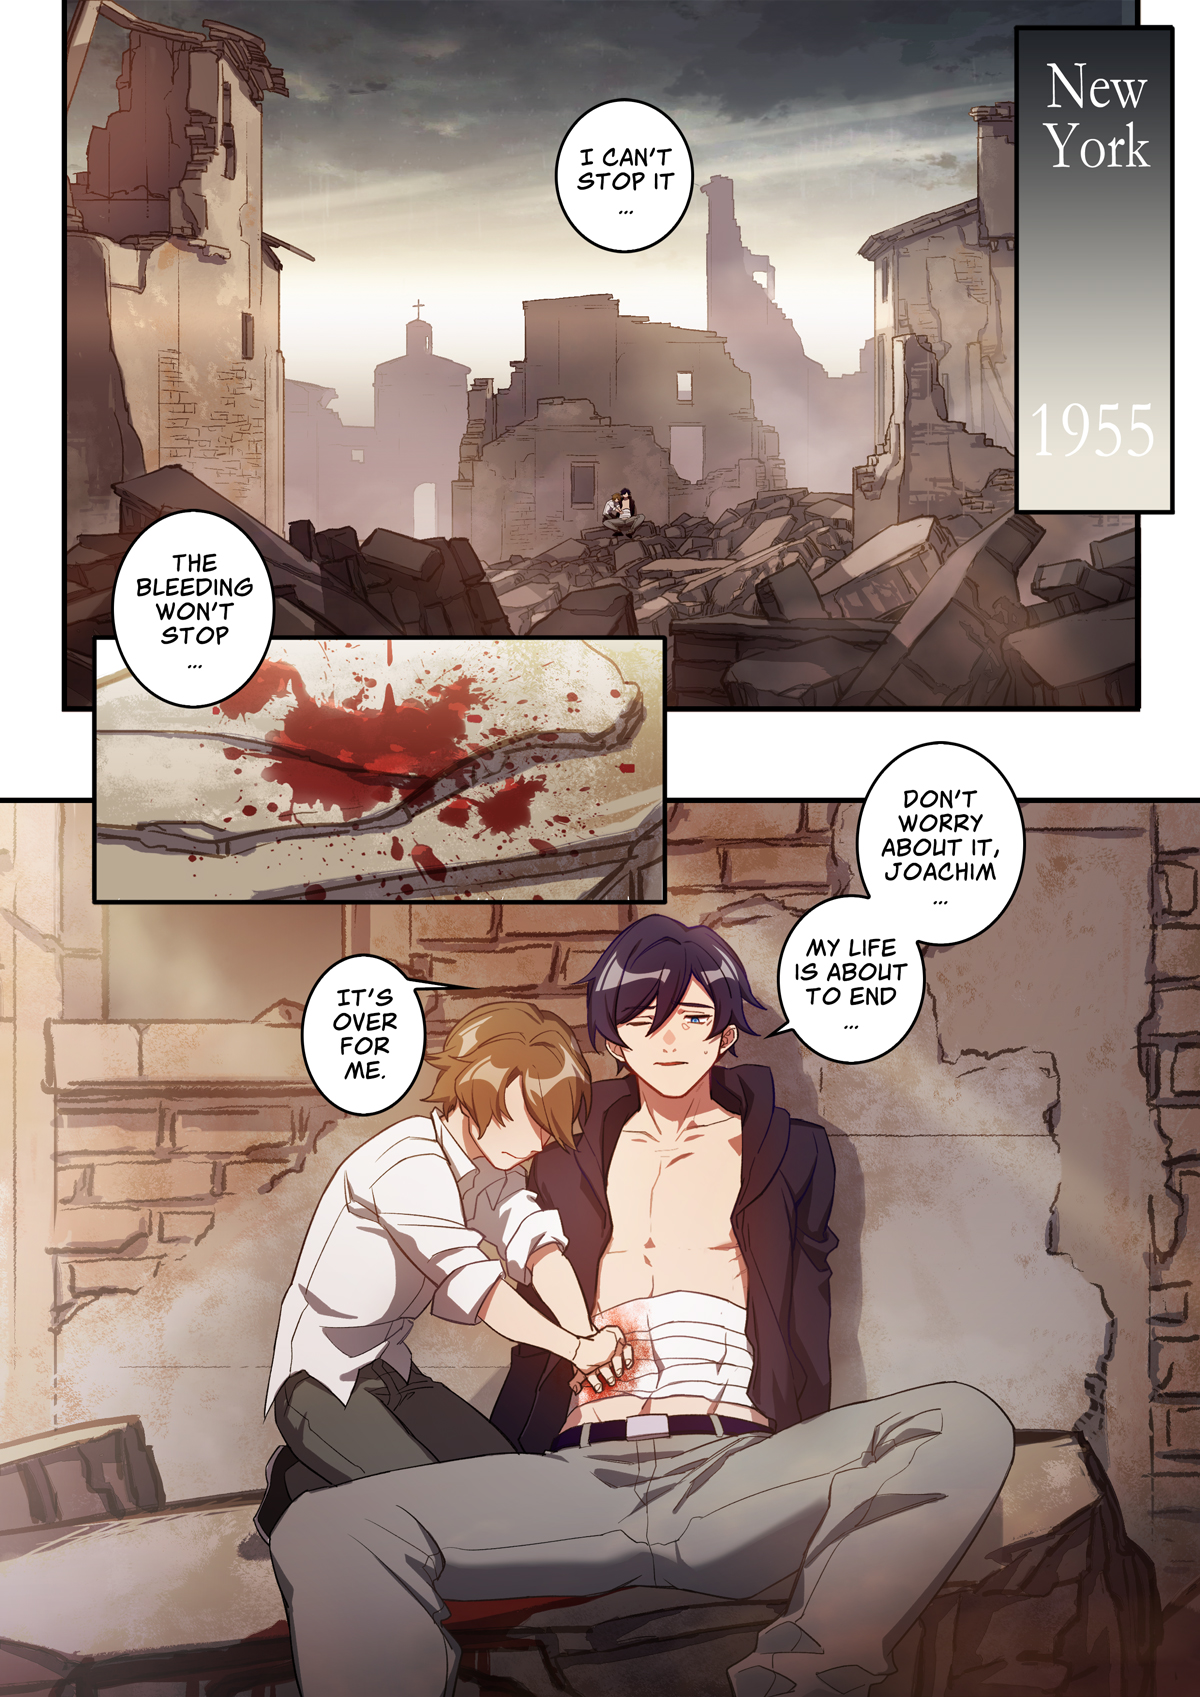 New
York
1955
I CAN'T
STOP IT
...
THE
BLEEDING
WON'T
STOP
...
DON'T
WORRY
ABOUT IT,
JOACHIM
...
MY LIFE
IS ABOUT
TO END
...
IT'S
OVER
FOR
ME.